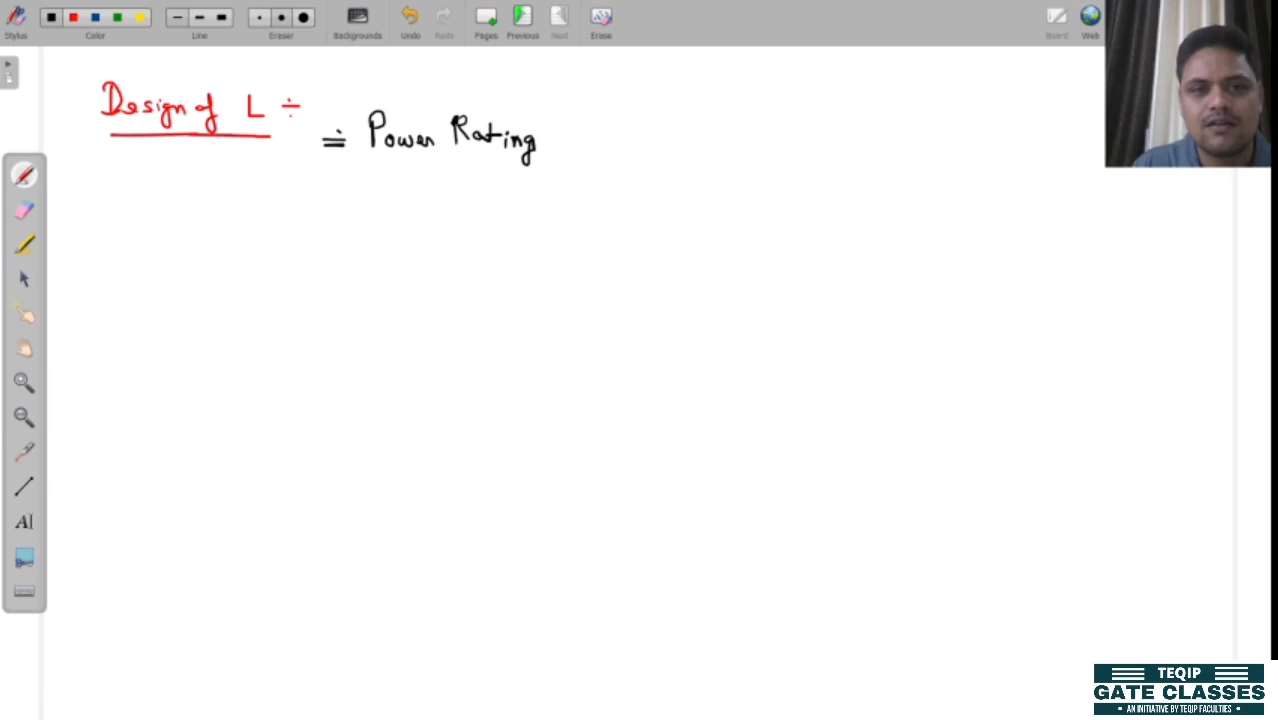 Stylus
Color
Line
Eraser
Backgrounds
Undo
Redo
Pages
Previous
Next
Erase
Board
Web
Design of L ÷
≐ Power Rating
AI
TEQIP
GATE CLASSES
• AN INITIATIVE BY TEQIP FACULTIES •